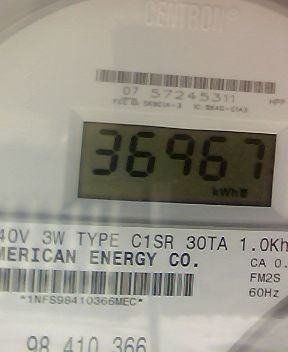 CENTRON®
07 57245311
36967
kWh
40V 3W TYPE C1SR 30TA 1.0Kh
MERICAN ENERGY CO.
CA 0.
FM2S
60Hz
*1NFS98410366MEC*
98 410 366